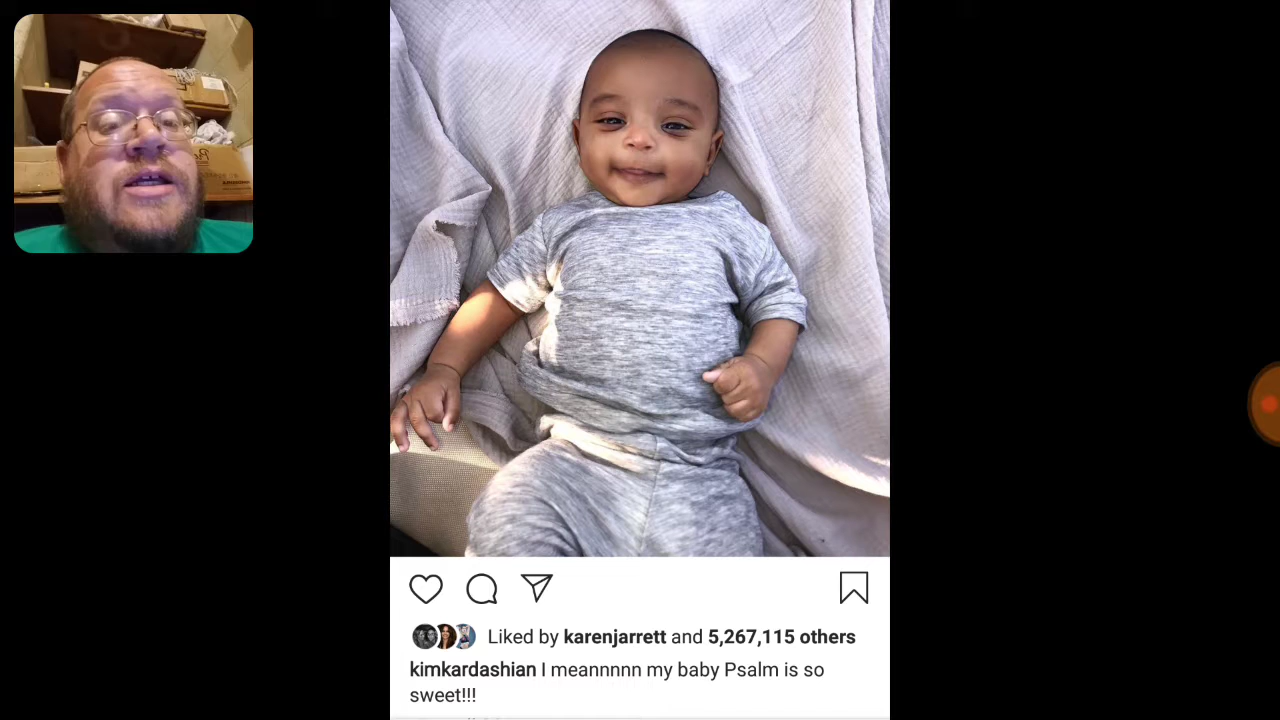 Liked by karenjarrett and 5,267,115 others
kimkardashian I meannnnn my baby Psalm is so
sweet!!!